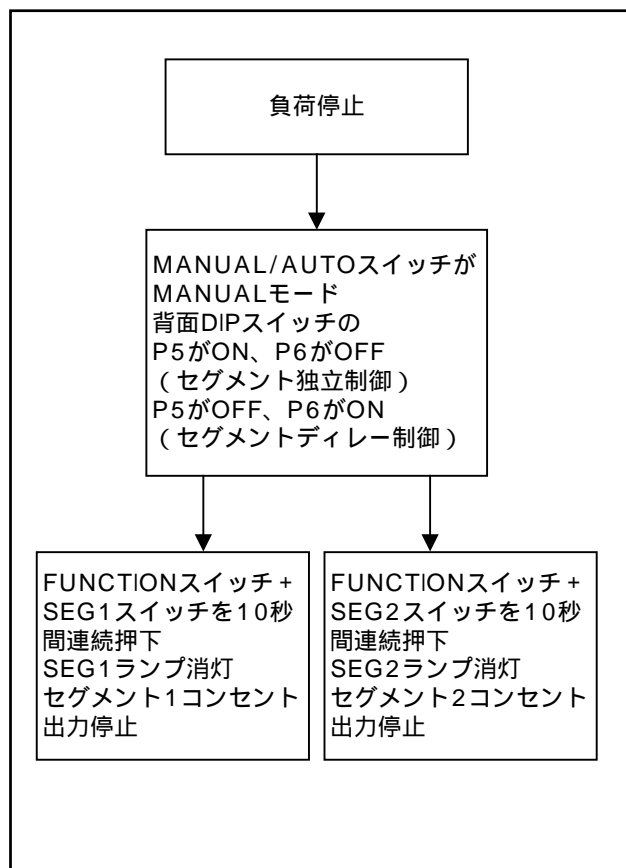 負荷停止
MANUAL/AUTOスイッチが
MANUALモード
背面DIPスイッチの
P5がON、P6がOFF
(セグメント独立制御)
P5がOFF、P6がON
(セグメントディレー制御)
FUNCTIONスイッチ+
SEG1スイッチを10秒
間連続押下
SEG1ランプ消灯
セグメント1コンセント
出力停止
FUNCTIONスイッチ+
SEG2スイッチを10秒
間連続押下
SEG2ランプ消灯
セグメント2コンセント
出力停止